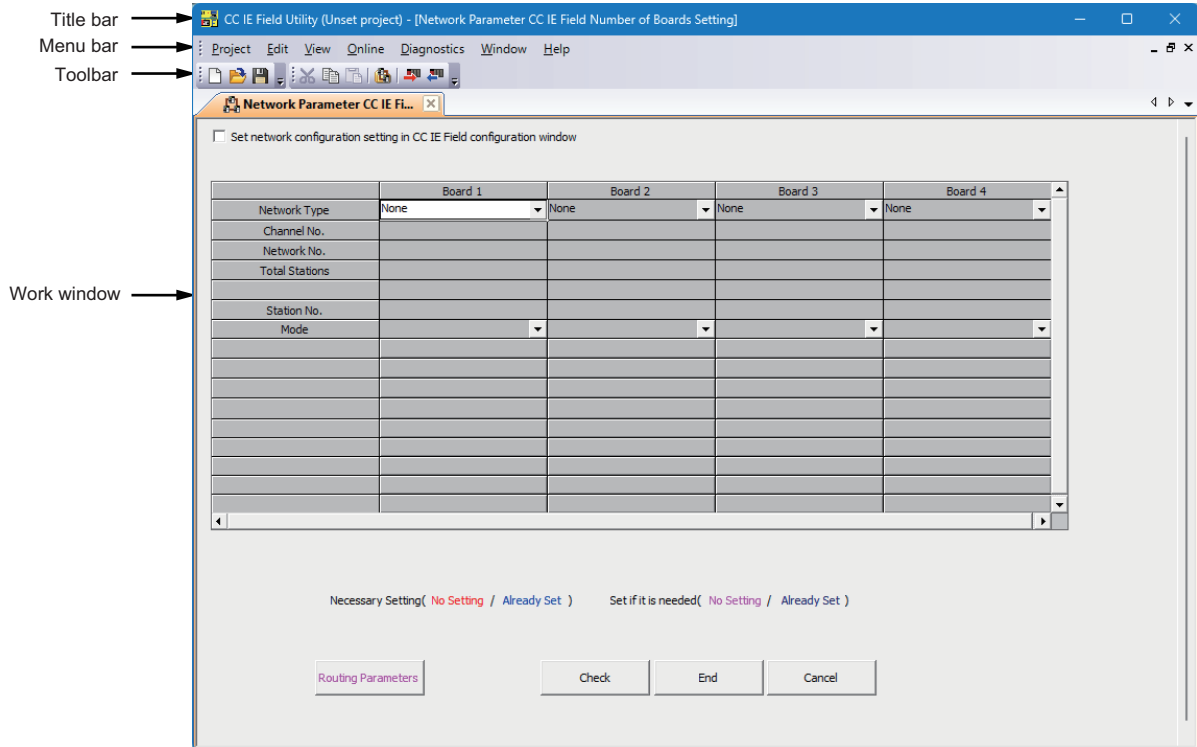 Title bar
CC IE Field Utility (Unset project) - [Network Parameter CC IE Field Number of Boards Setting]
Menu bar
Project Edit View Online Diagnostics Window Help
Toolbar
Network Parameter CC IE Fi...
Set network configuration setting in CC IE Field configuration window
Board 1 Board 2 Board 3 Board 4
Network Type None None None None
Channel No.
Network No.
Total Stations
Work window
Station No.
Mode
Necessary Setting( No Setting / Already Set ) Set if it is needed( No Setting / Already Set )
Routing Parameters Check End Cancel